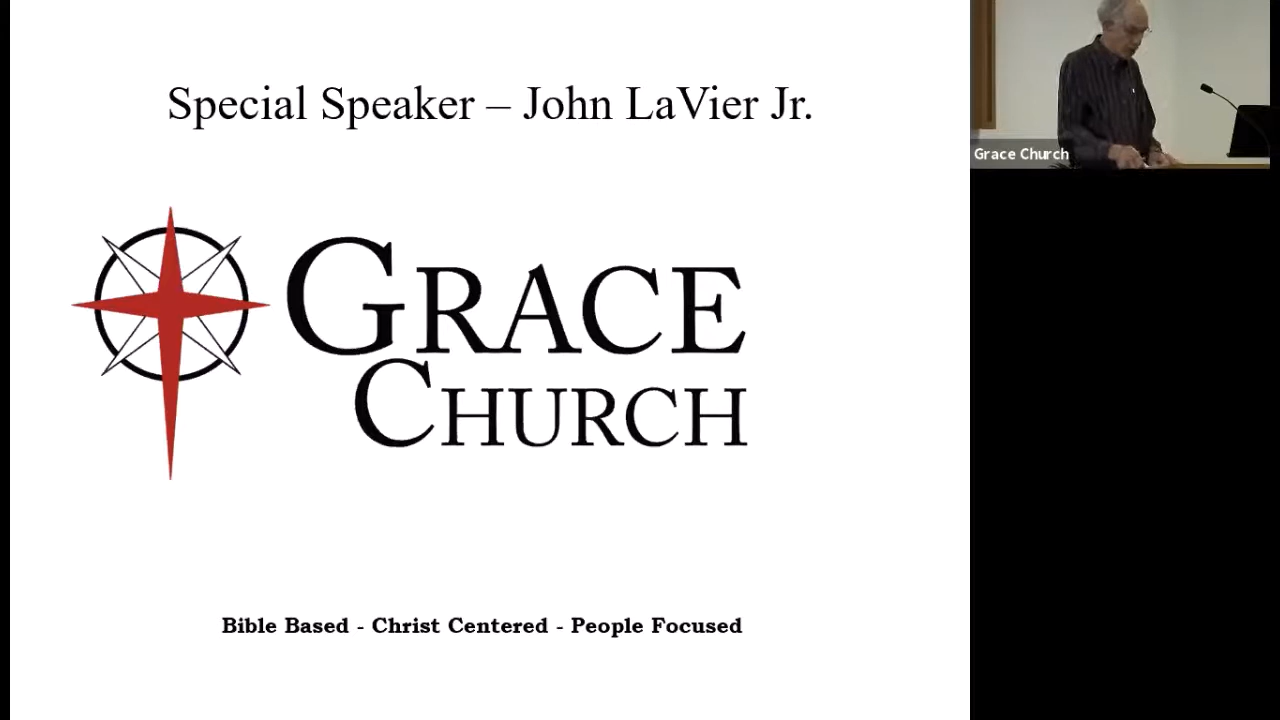 Special Speaker – John LaVier Jr.
Grace Church
GRACE
CHURCH
Bible Based - Christ Centered - People Focused